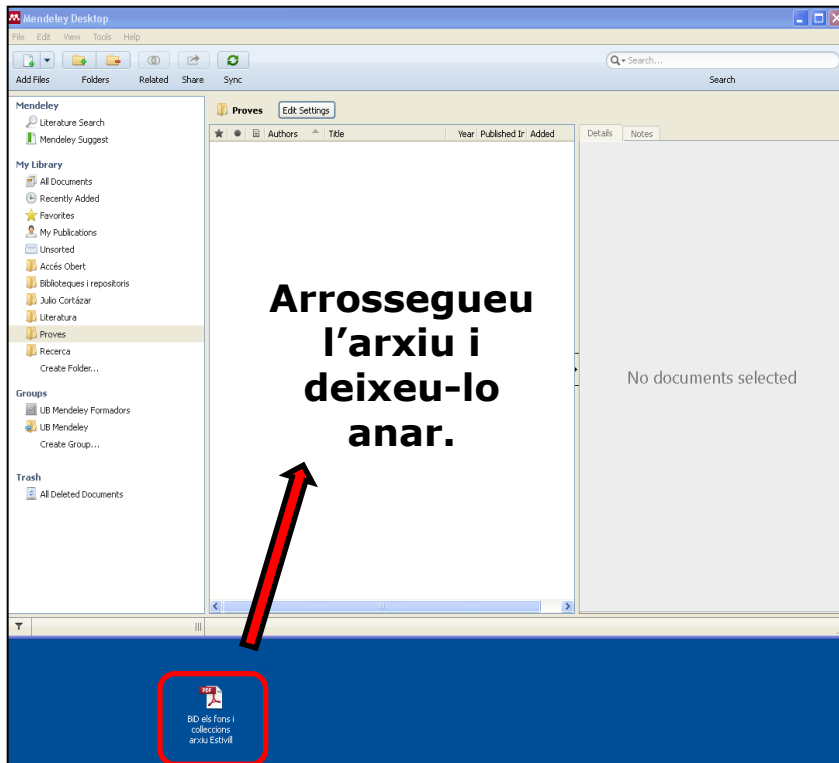 Mendeley Desktop
File Edit View Tools Help
Add Files Folders Related Share Sync
Search...
Search
Mendeley
Literature Search
Mendeley Suggest
My Library
All Documents
Recently Added
Favorites
My Publications
Unsorted
Accés Obert
Biblioteques i repositoris
Julio Cortázar
Literatura
Proves
Recerca
Create Folder...
Groups
UB Mendeley Formadors
UB Mendeley
Create Group...
Trash
All Deleted Documents
Proves Edit Settings
Authors Title Year Published In Added
Arrossegueu
l’arxiu i
deixeu-lo
anar.
Details Notes
No documents selected
PDF
BiD els fons i
colleccions
arxiu Estivill